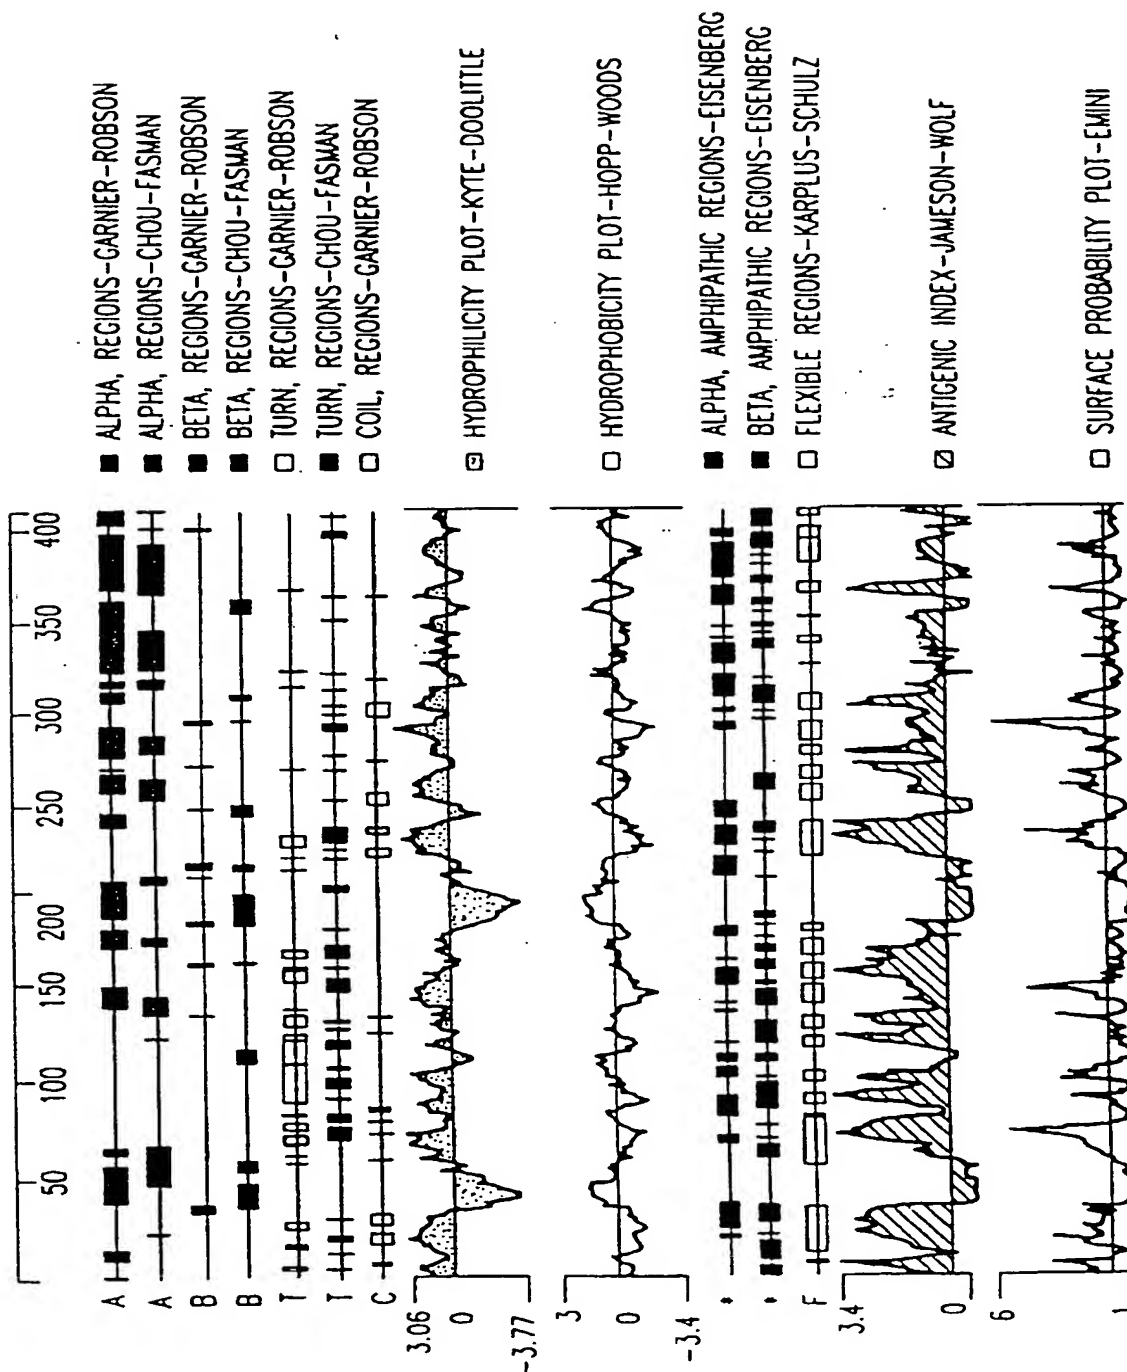 50 100 150 200 250 300 350 400
A ALPHA, REGIONS-GARNIER-ROBSON
A ALPHA, REGIONS-CHOU-FASMAN
B BETA, REGIONS-GARNIER-ROBSON
B BETA, REGIONS-CHOU-FASMAN
T TURN, REGIONS-GARNIER-ROBSON
T TURN, REGIONS-CHOU-FASMAN
C COIL, REGIONS-GARNIER-ROBSON
3.06
0
-3.77
HYDROPHILICITY PLOT-KYTE-DOOLITTLE
3
0
-3.4
HYDROPHOBICITY PLOT-HOPP-WOODS
* ALPHA, AMPHIPATHIC REGIONS-EISENBERG
* BETA, AMPHIPATHIC REGIONS-EISENBERG
F FLEXIBLE REGIONS-KARPLUS-SCHULZ
3.4
0
ANTIGENIC INDEX-JAMESON-WOLF
6
1
SURFACE PROBABILITY PLOT-EMINI